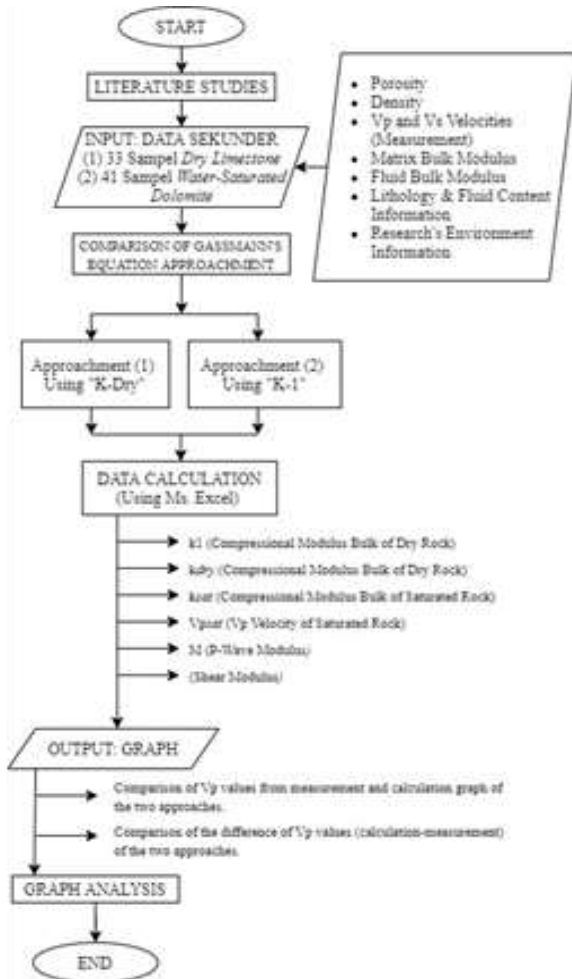 START
LITERATURE STUDIES
INPUT: DATA SEKUNDER
(1) 33 Sampel Dry Limestone
(2) 41 Sampel Water-Saturated
Dolomite
• Porosity
• Density
• Vp and Vs Velocities
(Measurement)
• Matrix Bulk Modulus
• Fluid Bulk Modulus
• Lithology & Fluid Content
Information
• Research's Environment
Information
COMPARISON OF GASSMANN'S
EQUATION APPROACHMENT
Approachment (1)
Using "K-Dry"
Approachment (2)
Using "K-1"
DATA CALCULATION
(Using Ms. Excel)
k1 (Compressional Modulus Bulk of Dry Rock)
(Compressional Modulus Bulk of Dry Rock)
ksat (Compressional Modulus Bulk of Saturated Rock)
Vpsat (Vp Velocity of Saturated Rock)
M (P-Wave Modulus)
(Shear Modulus)
OUTPUT: GRAPH
Comparison of Vp values from measurement and calculation graph of
the two approaches.
Comparison of the difference of Vp values (calculation-measurement)
of the two approaches.
GRAPH ANALYSIS
END